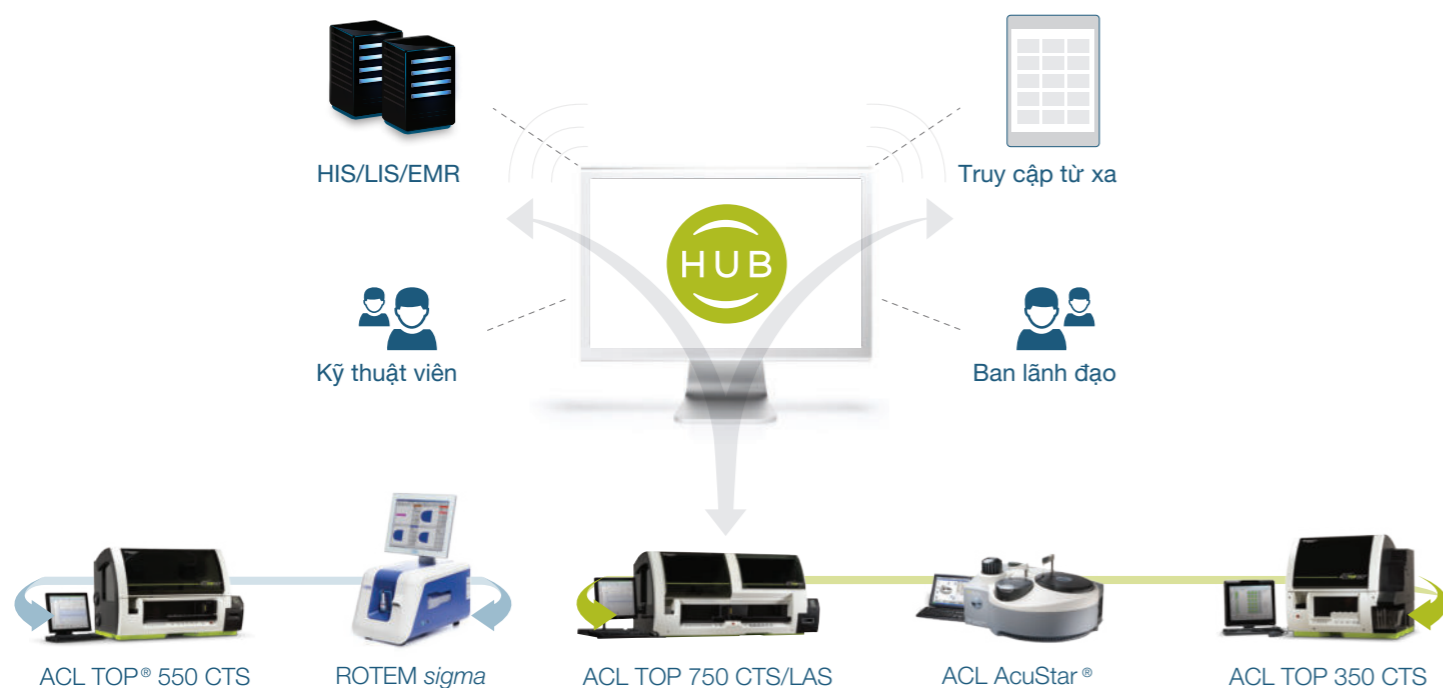 HIS/LIS/EMR
Truy cập từ xa
HUB
Kỹ thuật viên
Ban lãnh đạo
ACL TOP® 550 CTS
ROTEM sigma
ACL TOP 750 CTS/LAS
ACL AcuStar®
ACL TOP 350 CTS